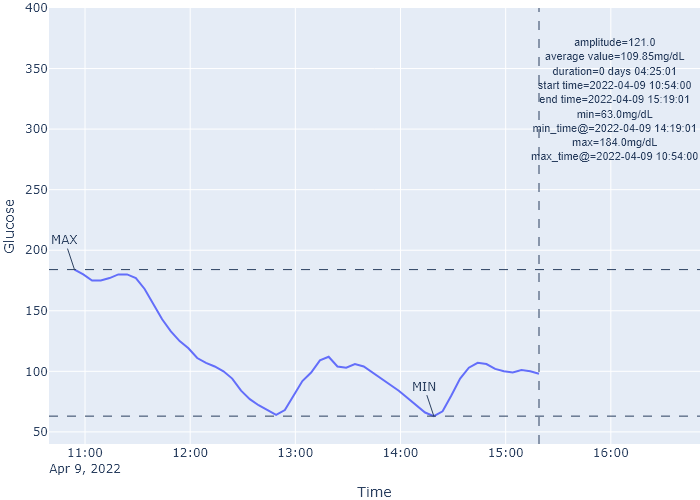 400
350
300
250
200
150
100
50
Glucose
amplitude=121.0
average value=109.85mg/dL
duration=0 days 04:25:01
start time=2022-04-09 10:54:00
end time=2022-04-09 15:19:01
min=63.0mg/dL
min_time@=2022-04-09 14:19:01
max=184.0mg/dL
max_time@=2022-04-09 10:54:00
MAX
MIN
11:00 12:00 13:00 14:00 15:00 16:00
Apr 9, 2022
Time